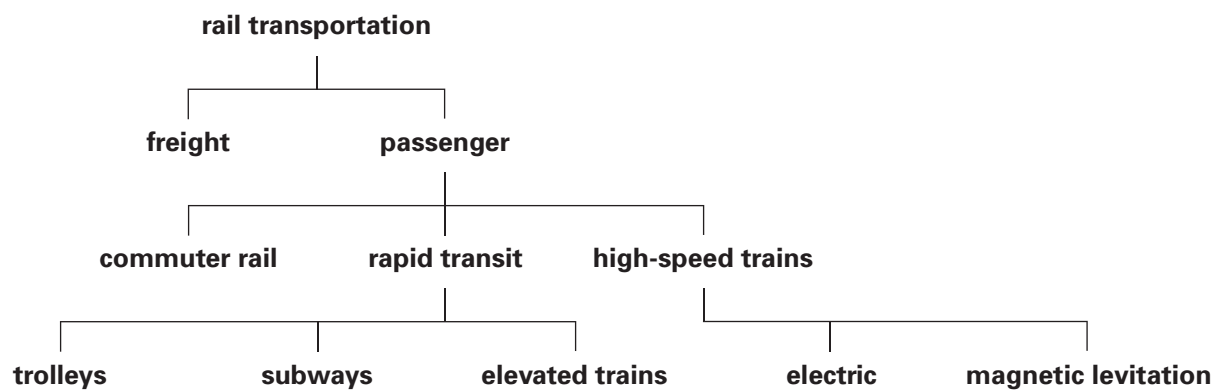 rail transportation
freight passenger
commuter rail rapid transit high-speed trains
trolleys subways elevated trains electric magnetic levitation